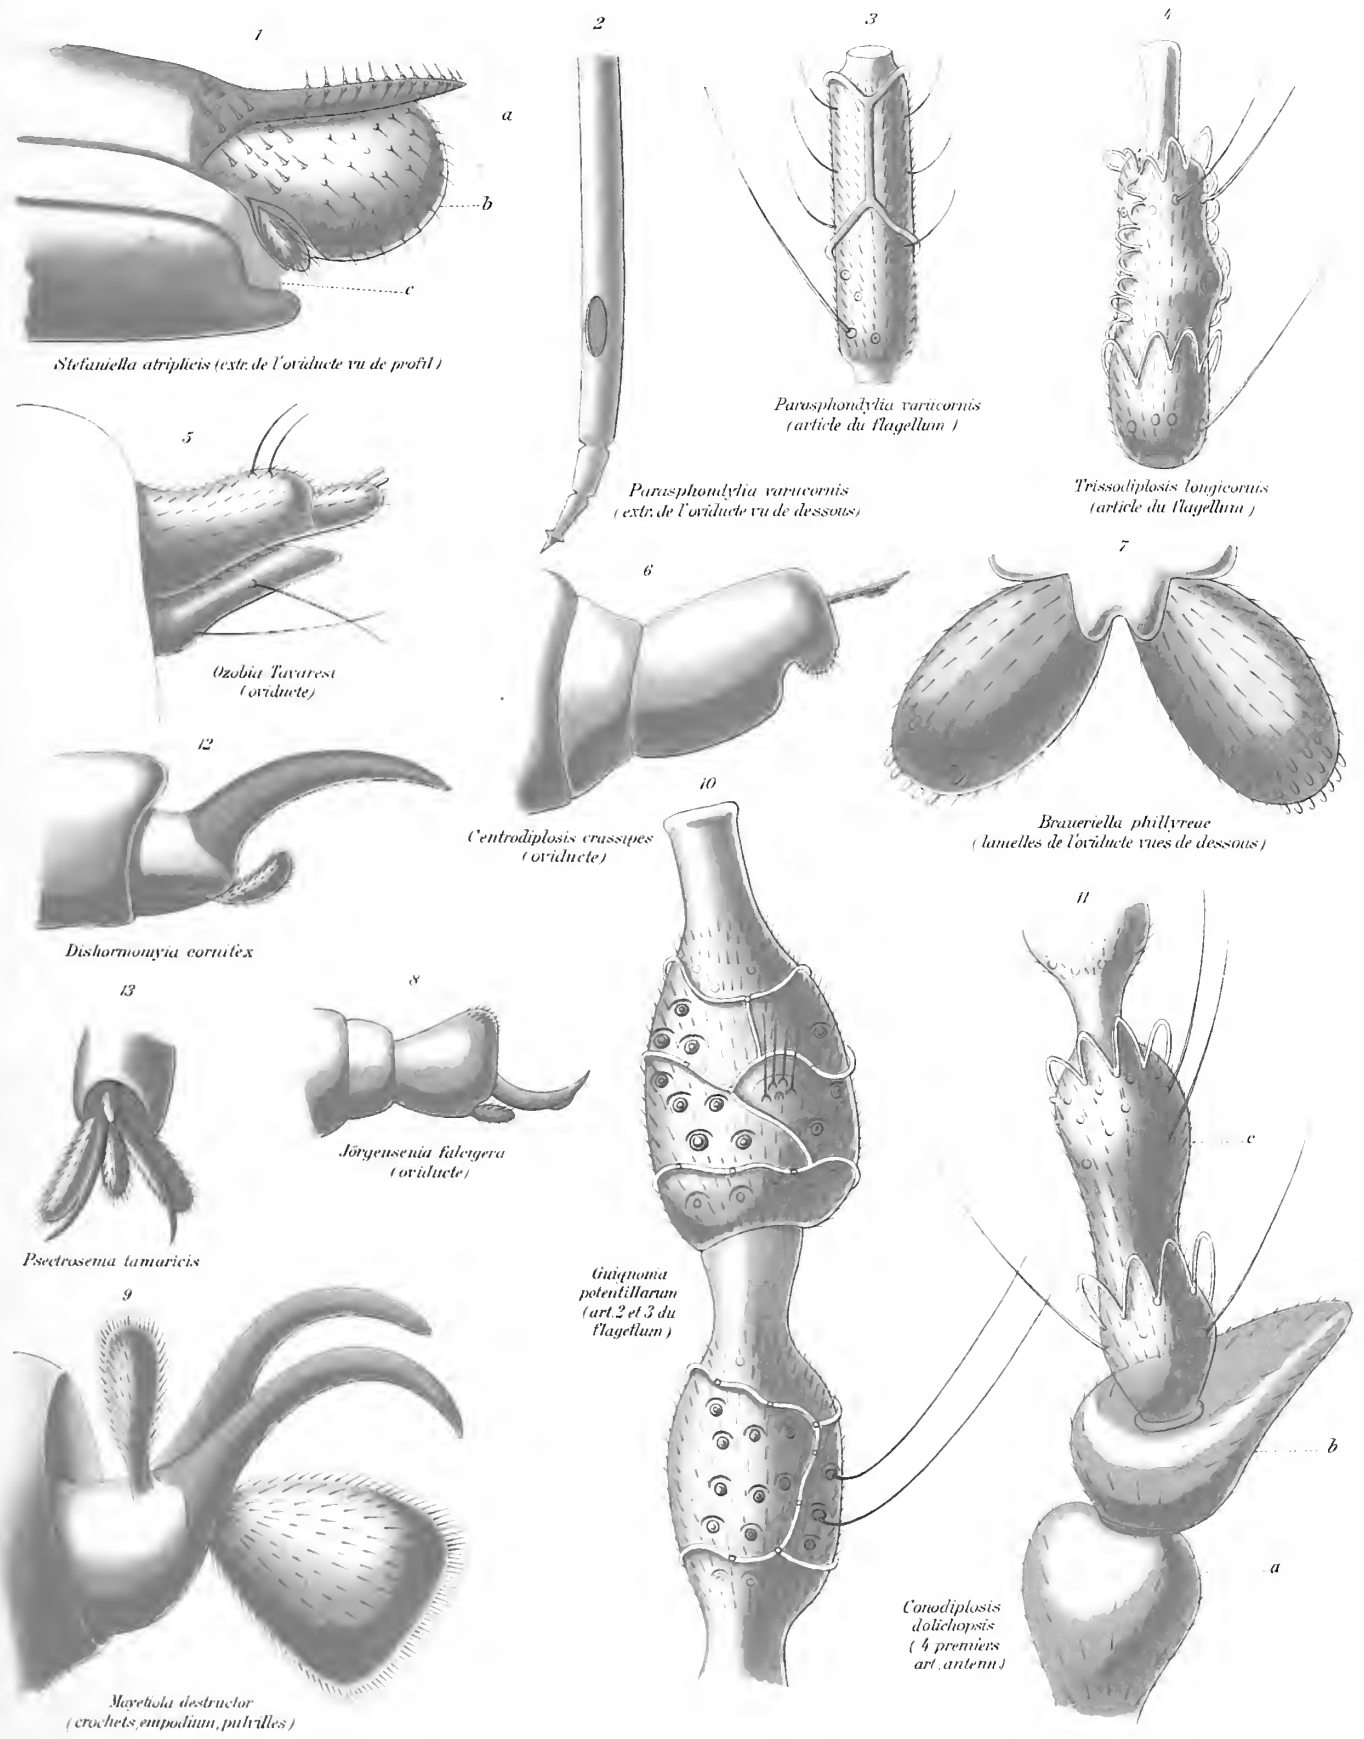 1
2
3
4
a
b
c
Stefaniella atriplicis (extr. de l'oviducte vu de profil)
Parasphondylia variicornis
(article du flagellum)
Parasphondylia variicornis
(extr. de l'oviducte vu de dessous)
Trissodiplosis longicornis
(article du flagellum)
5
Ozobia Tavaresi
(oviducte)
6
Centrodiplosis crassipes
(oviducte)
7
Braueriella phillyreae
(lamelles de l'oviducte vues de dessous)
12
Dishormomyia cornifex
13
Psectrosema tamaricis
8
Jörgensenia falcigera
(oviducte)
10
Guignonia
potentillarum
(art. 2 et 3 du
flagellum)
11
c
b
a
Conodiplosis
dolichopsis
(4 premiers
art. antenn.)
9
Mayetiola destructor
(crochets, empodium, pulvilles)